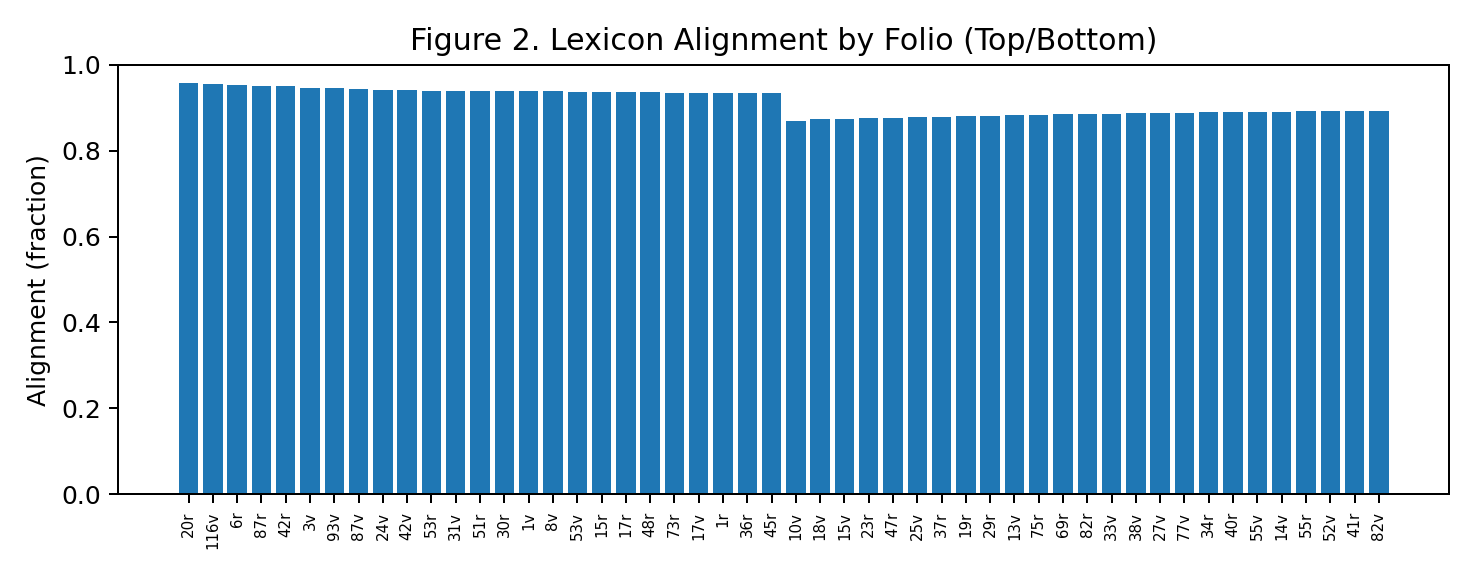 Figure 2. Lexicon Alignment by Folio (Top/Bottom)
Alignment (fraction)
1.0
0.8
0.6
0.4
0.2
0.0
20r 116v 6r 87r 42r 3v 93v 87v 24v 42v 53r 31v 51r 30r 1v 8v 53v 15r 17r 48r 73r 17v 1r 36r 45r 10v 18v 15v 23r 47r 25v 37r 19r 29r 13v 75r 69r 82r 33v 38v 27v 77v 34r 40r 55v 14v 55r 52v 41r 82v